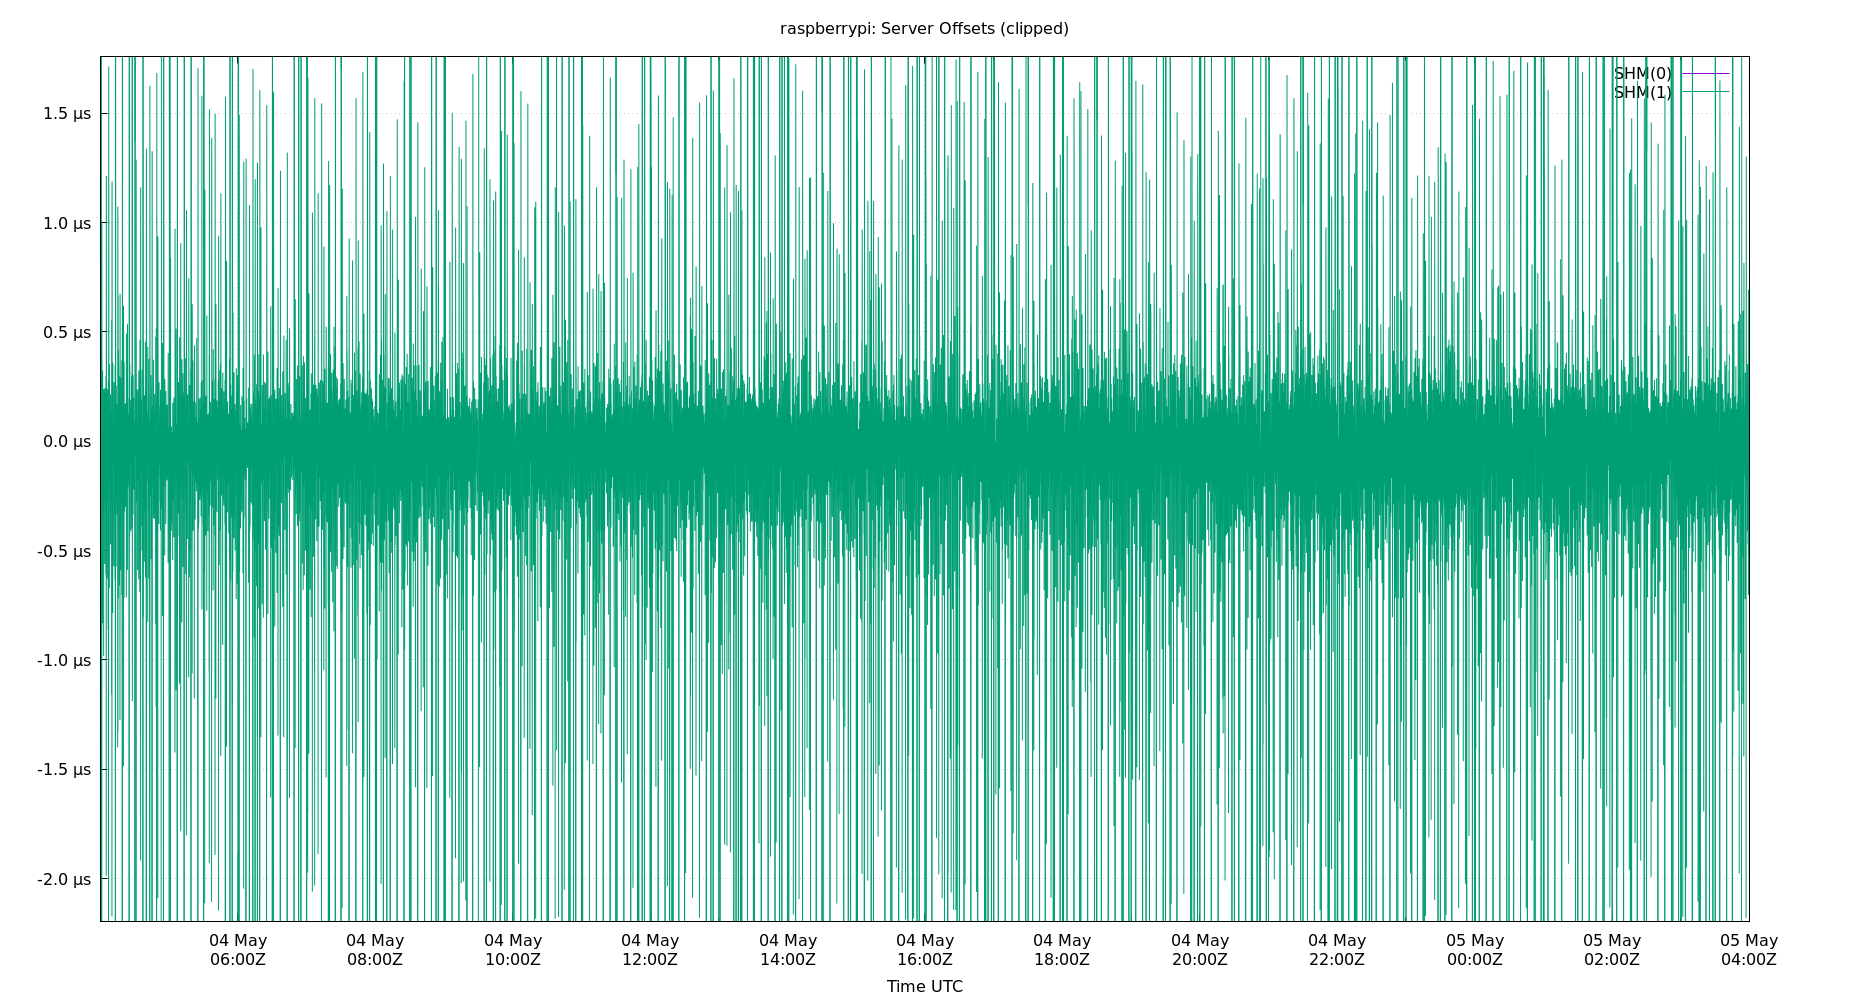 raspberrypi: Server Offsets (clipped)
SHM(0)
SHM(1)
1.5 µs
1.0 µs
0.5 µs
0.0 µs
-0.5 µs
-1.0 µs
-1.5 µs
-2.0 µs
04 May 04 May 04 May 04 May 04 May 04 May 04 May 04 May 04 May 05 May 05 May 05 May
06:00Z 08:00Z 10:00Z 12:00Z 14:00Z 16:00Z 18:00Z 20:00Z 22:00Z 00:00Z 02:00Z 04:00Z
Time UTC